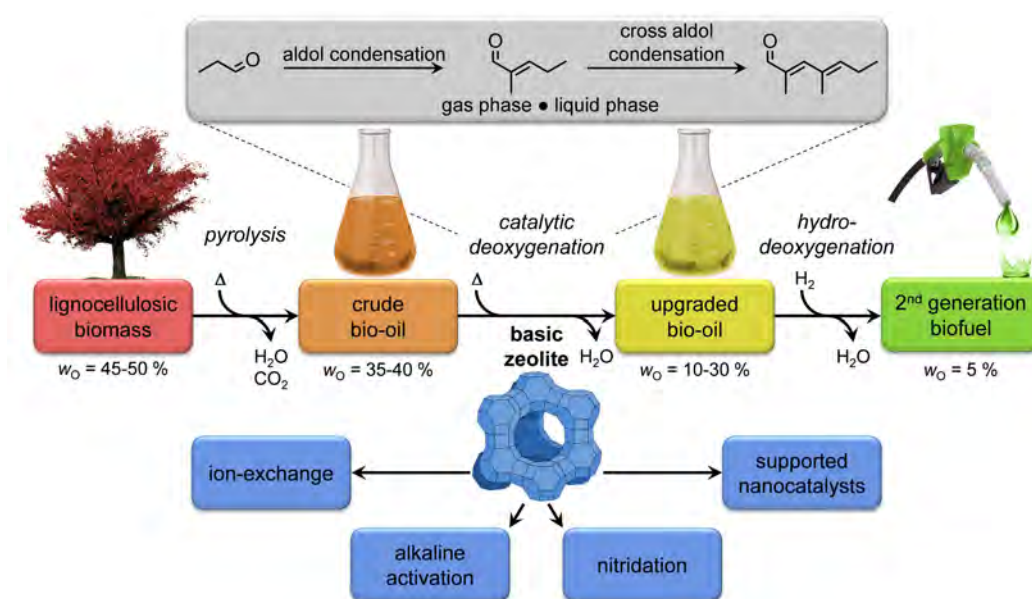 cross aldol
condensation
aldol condensation
O
O
O
gas phase ● liquid phase
pyrolysis
catalytic
deoxygenation
hydro-
deoxygenation
lignocellulosic
biomass
Δ
H₂O
CO₂
crude
bio-oil
Δ
basic
zeolite
H₂O
upgraded
bio-oil
H₂
H₂O
2nd generation
biofuel
wO = 45-50 %
wO = 35-40 %
wO = 10-30 %
wO = 5 %
ion-exchange
supported
nanocatalysts
alkaline
activation
nitridation